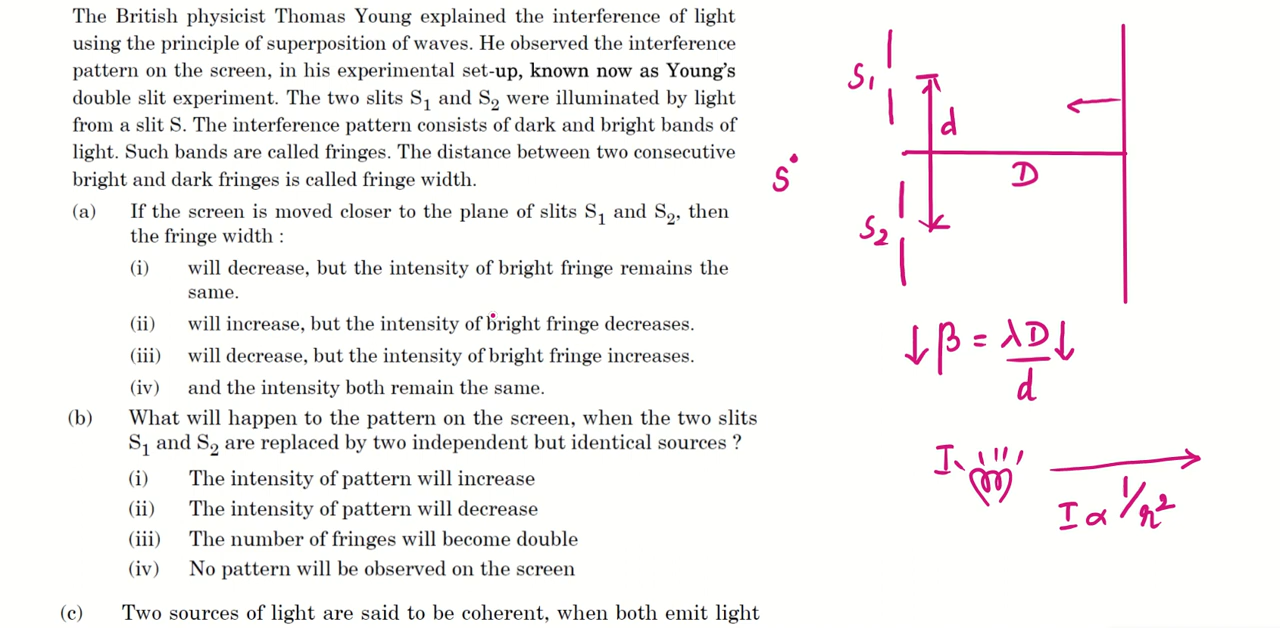 The British physicist Thomas Young explained the interference of light
using the principle of superposition of waves. He observed the interference
pattern on the screen, in his experimental set-up, known now as Young's
double slit experiment. The two slits S₁ and S₂ were illuminated by light
from a slit S. The interference pattern consists of dark and bright bands of
light. Such bands are called fringes. The distance between two consecutive
bright and dark fringes is called fringe width.
(a) If the screen is moved closer to the plane of slits S₁ and S₂, then
the fringe width :
(i) will decrease, but the intensity of bright fringe remains the
same.
(ii) will increase, but the intensity of bright fringe decreases.
(iii) will decrease, but the intensity of bright fringe increases.
(iv) and the intensity both remain the same.
(b) What will happen to the pattern on the screen, when the two slits
S₁ and S₂ are replaced by two independent but identical sources ?
(i) The intensity of pattern will increase
(ii) The intensity of pattern will decrease
(iii) The number of fringes will become double
(iv) No pattern will be observed on the screen
(c) Two sources of light are said to be coherent, when both emit light
S₁
d
S
D
S₂
↓ β = λD↓
d
I
I ∝ 1/r²